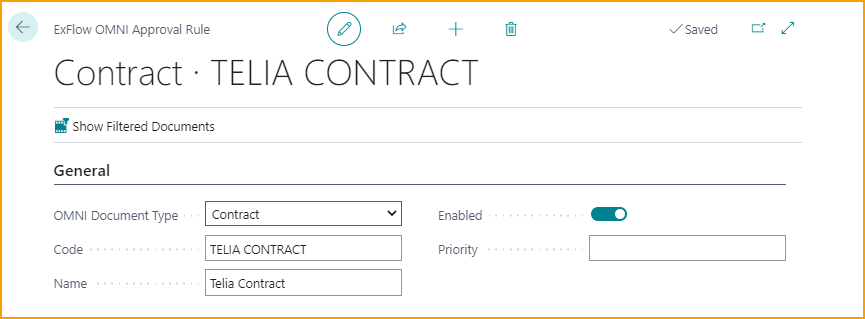 ExFlow OMNI Approval Rule
Saved
Contract · TELIA CONTRACT
Show Filtered Documents
General
OMNI Document Type Contract
Enabled
Code TELIA CONTRACT
Priority
Name Telia Contract